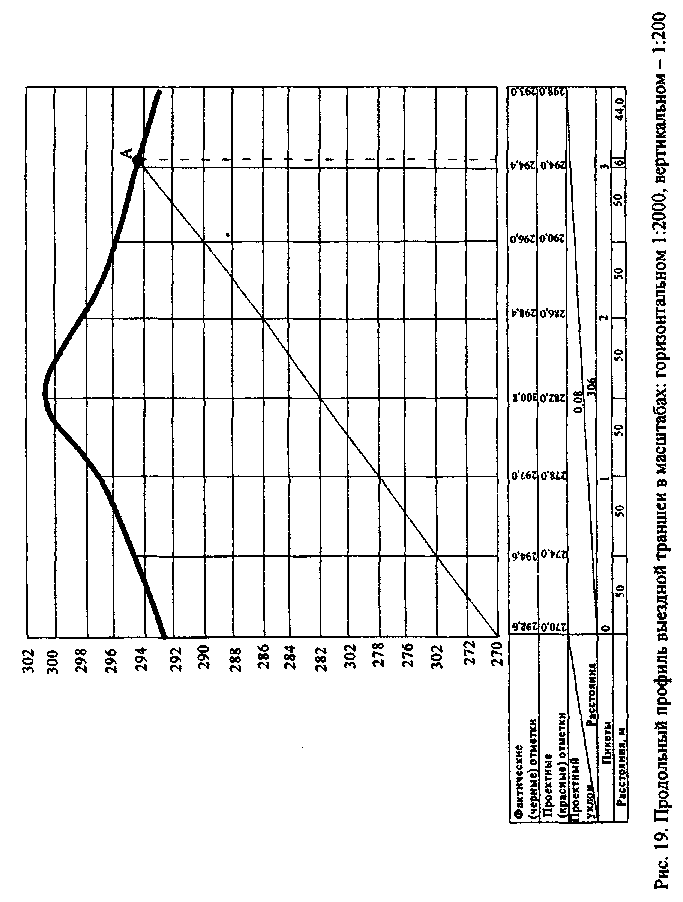 302
300
298
296
294
292
290
288
286
284
282
302
278
276
302
272
270
А
Фактические
(черные) отметки
292,6 294,6 297,0 300,8 298,4 296,0 294,4 293,0
Проектные
(красные) отметки
270,0 274,0 278,0 282,0 286,0 290,0 294,0 298,0
Проектный
уклон
0,08
Расстояния
306
Пикеты
0 1 2 3
Расстояния, м
50 50 50 50 50 50 6 44,0
Рис. 19. Продольный профиль выездной траншеи в масштабах: горизонтальном 1:2000, вертикальном – 1:200